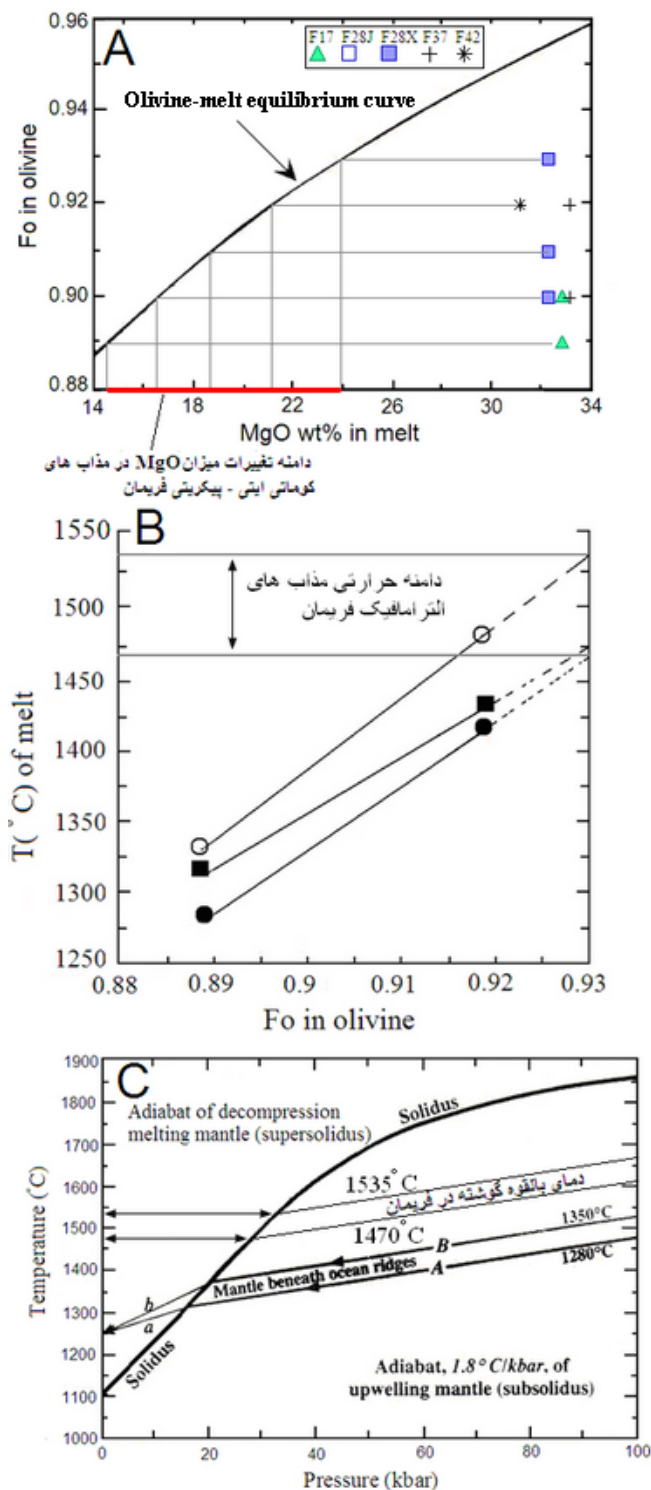 A
F17 F28J F28X F37 F42
Olivine-melt equilibrium curve
Fo in olivine
0.96
0.94
0.93
0.92
0.90
0.88
14 18 22 26 30 34
MgO wt% in melt
دامنه تغییرات میزان MgO در مذاب های
کوماتی ایتی - پیکریتی فریمان
B
T(°C) of melt
1550
1500
1450
1400
1350
1300
1250
دامنه حرارتی مذاب های
الترامافیک فریمان
0.88 0.89 0.9 0.91 0.92 0.93
Fo in olivine
C
Temperature (°C)
1900
1800
1700
1600
1500
1400
1300
1200
1100
1000
Adiabat of decompression
melting mantle (supersolidus)
Solidus
1535°C
دمای بالقوه گوشته در فریمان
1470°C
1350°C
B
Mantle beneath ocean ridges
A
1280°C
b
a
Solidus
Adiabat, 1.8°C/kbar, of
upwelling mantle (subsolidus)
0 20 40 60 80 100
Pressure (kbar)